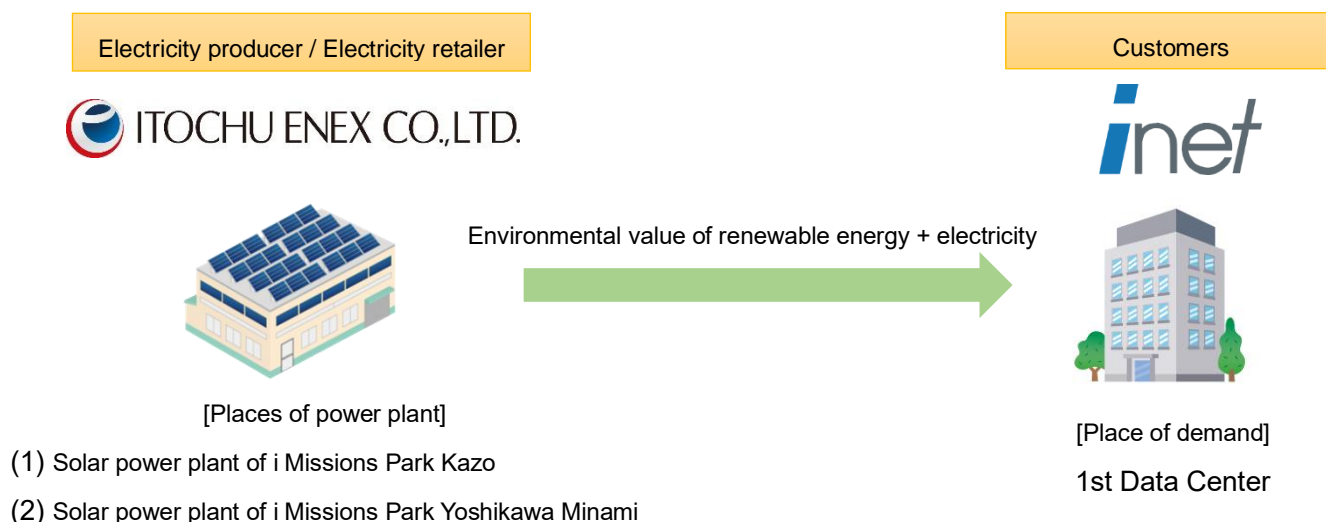 Electricity producer / Electricity retailer
Customers
ITOCHU ENEX CO.,LTD.
inet
Environmental value of renewable energy + electricity
[Places of power plant]
(1) Solar power plant of i Missions Park Kazo
(2) Solar power plant of i Missions Park Yoshikawa Minami
[Place of demand]
1st Data Center